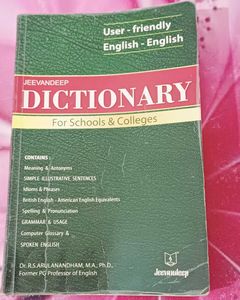 User - friendly
English - English
JEEVANDEEP
DICTIONARY
For Schools & Colleges
CONTAINS :
Meaning & Antonyms
SIMPLE ILLUSTRATIVE SENTENCES
Idioms & Phrases
British English - American English Equivalents
Spelling & Pronunciation
GRAMMAR & USAGE
Computer Glossary &
SPOKEN ENGLISH
Dr.R.S.ARULANANDHAM, M.A., Ph.D.,
Former PG Professor of English
Jeevandeep